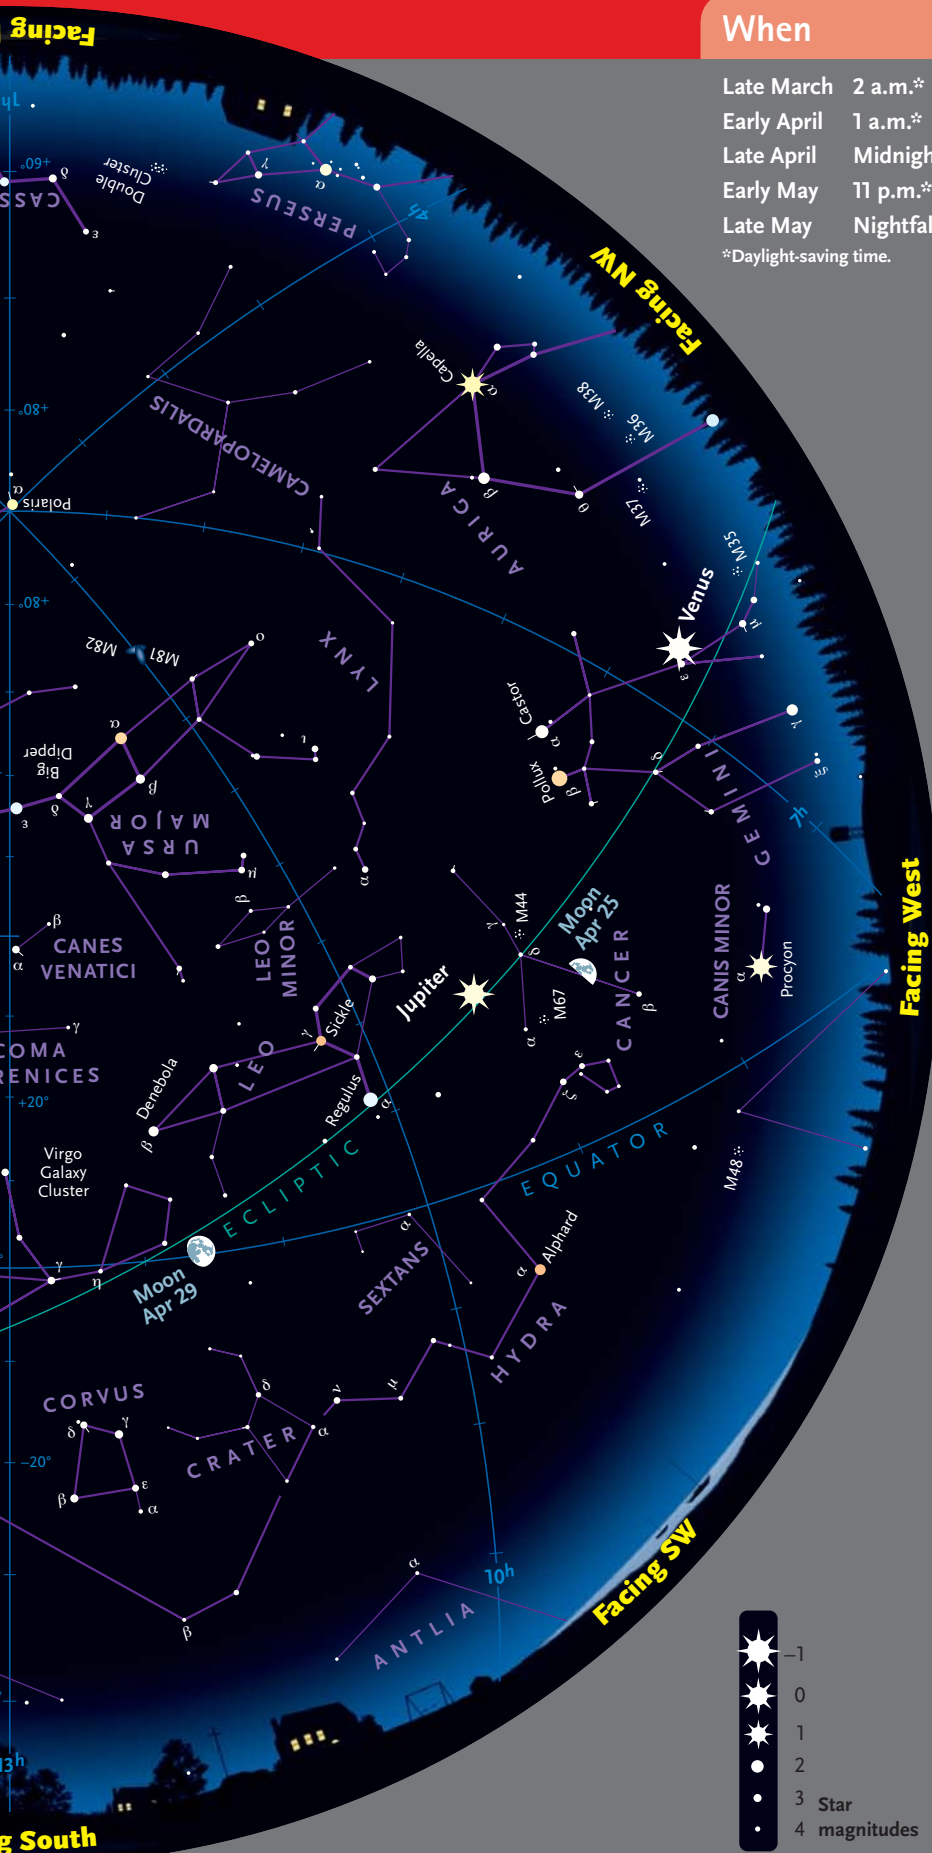 When
Late March 2 a.m.*
Early April 1 a.m.*
Late April Midnigh
Early May 11 p.m.*
Late May Nightfal
*Daylight-saving time.
Facing
1h
+60°
δ
Double
Cluster
CASS
ε
γ
α
PERSEUS
4h
Facing NW
Capella
α
M38
M36
+80°
CAMELOPARDALIS
β
θ
M37
AURIGA
α
Polaris
M35
+80°
Venus
η
ε
M82
M81
ο
LYNX
Castor
α
γ
α
Big
Dipper
ι
Pollux
β
δ
ζ
GEMINI
ε
δ
γ
β
7h
URSA
MAJOR
μ
α
β
CANES
VENATICI
β
α
LEO
MINOR
γ
M44
Moon
Apr 25
δ
CANCER
CANIS MINOR
α
Procyon
Facing West
Jupiter
M67
β
α
γ
COMA
RENICES
Sickle
γ
LEO
Denebola
β
Regulus
α
ε
ζ
+20°
Virgo
Galaxy
Cluster
ECLIPTIC
EQUATOR
M48
γ
η
Moon
Apr 29
α
SEXTANS
α
Alphard
HYDRA
CORVUS
δ
γ
δ
ν
μ
α
CRATER
–20°
β
ε
α
Facing SW
10h
α
ANTLIA
β
13h
g South
–1
0
1
2
3
4
Star
magnitudes